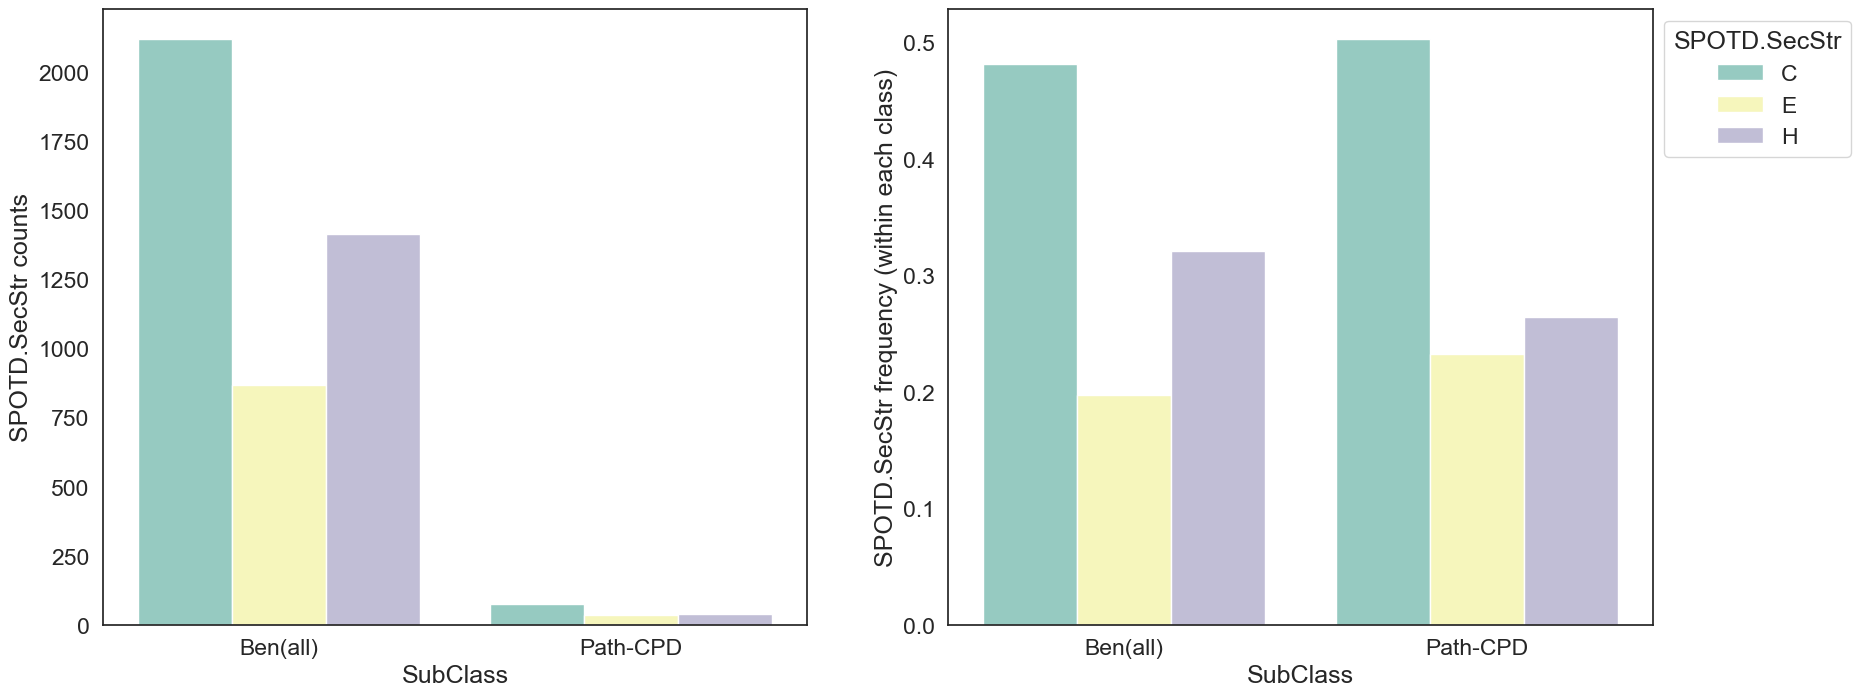 SPOTD.SecStr counts
2000
1750
1500
1250
1000
750
500
250
0
Ben(all)
Path-CPD
SubClass
SPOTD.SecStr frequency (within each class)
0.5
0.4
0.3
0.2
0.1
0.0
Ben(all)
Path-CPD
SubClass
SPOTD.SecStr
C
E
H